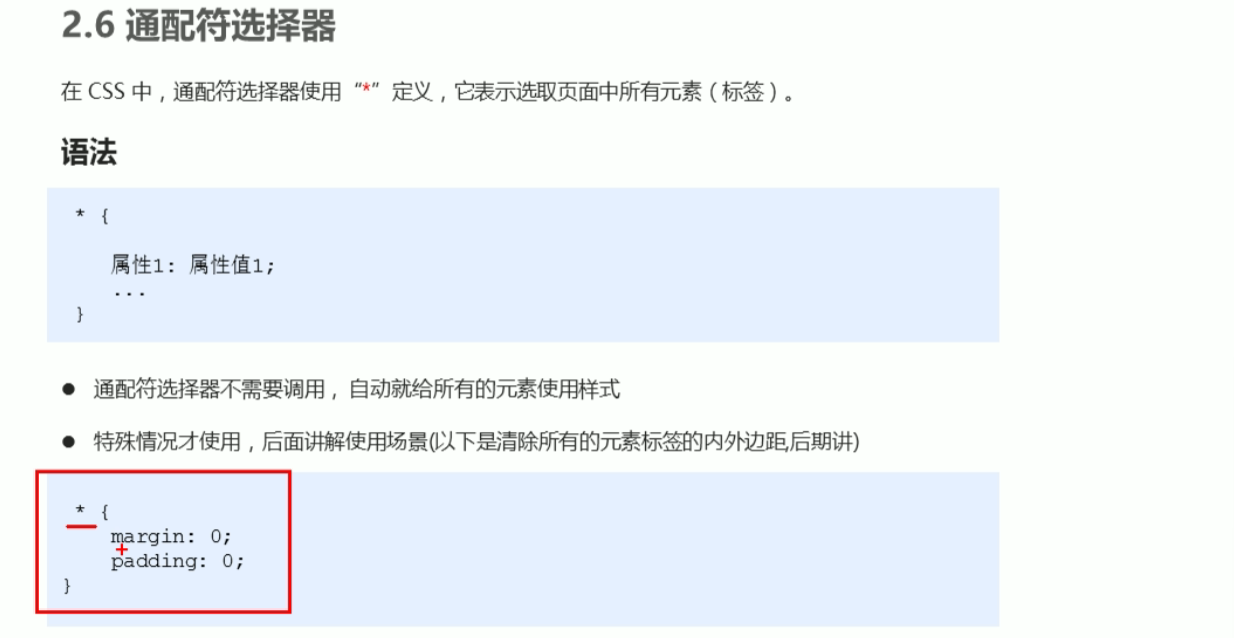 2.6 通配符选择器
在 CSS 中，通配符选择器使用“*”定义，它表示选取页面中所有元素（标签）。
语法
* {
属性1: 属性值1;
...
}
● 通配符选择器不需要调用，自动就给所有的元素使用样式
● 特殊情况才使用，后面讲解使用场景(以下是清除所有的元素标签的内外边距,后期讲)
* {
margin: 0;
padding: 0;
}